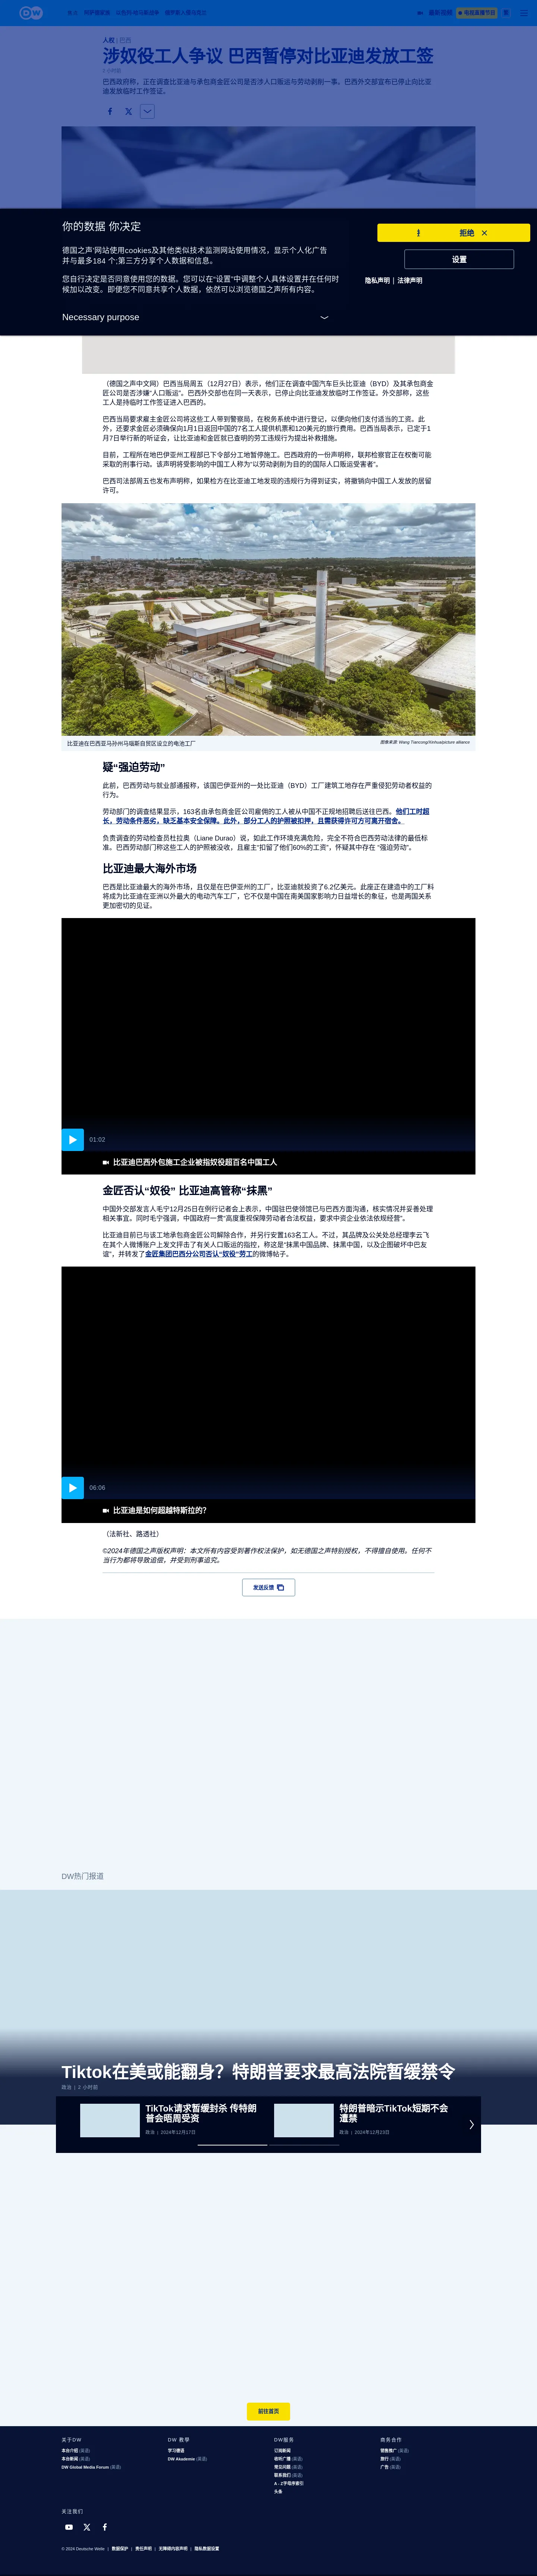 DW
最新视频
电视直播节目
人权 | 巴西
涉奴役工人争议 巴西暂停对比亚迪发放工签
巴西政府称，正在调查比亚迪与承包商金匠公司是否涉人口贩运与劳动剥削一事。巴西外交部宣布已停止向比亚
迪发放临时工作签证。
你的数据 你决定
德国之声'网站使用cookies及其他类似技术监测网站使用情况，显示个人化广告
并与最多184 个;第三方分享个人数据和信息。
您自行决定是否同意使用您的数据。您可以在“设置”中调整个人具体设置并在任何时
候加以改变。即便您不同意共享个人数据，依然可以浏览德国之声所有内容。
Necessary purpose
拒绝
设置
隐私声明 | 法律声明
（德国之声中文网）巴西当局周五（12月27日）表示，他们正在调查中国汽车巨头比亚迪（BYD）及其承包商金
匠公司是否涉嫌“人口贩运”。巴西外交部也在同一天表示，已停止向比亚迪发放临时工作签证。外交部称，这些
工人是持临时工作签证进入巴西的。
巴西当局要求雇主金匠公司将这些工人带到警察局，在税务系统中进行登记，以便向他们支付适当的工资。此
外，还要求金匠必须确保向1月1日返回中国的7名工人提供机票和120美元的旅行费用。巴西当局表示，已定于1
月7日举行新的听证会，让比亚迪和金匠就已查明的劳工违规行为提出补救措施。
目前，工程所在地巴伊亚州工程部已下令部分工地暂停施工。巴西政府的一份声明称，联邦检察官正在权衡可能
采取的刑事行动。该声明将受影响的中国工人称为“以劳动剥削为目的的国际人口贩运受害者”。
巴西司法部周五也发布声明称，如果检方在比亚迪工地发现的违规行为得到证实，将撤销向中国工人发放的居留
许可。
比亚迪在巴西亚马孙州马瑙斯自贸区设立的电池工厂
图像来源: Wang Tiancong/Xinhua/picture alliance
疑“强迫劳动”
此前，巴西劳动与就业部通报称，该国巴伊亚州的一处比亚迪（BYD）工厂建筑工地存在严重侵犯劳动者权益的
行为。
劳动部门的调查结果显示，163名由承包商金匠公司雇佣的工人被从中国不正规地招聘后送往巴西。他们工时超
长，劳动条件恶劣，缺乏基本安全保障。此外，部分工人的护照被扣押，且需获得许可方可离开宿舍。
负责调查的劳动检查员杜拉奥（Liane Durao）说，如此工作环境充满危险，完全不符合巴西劳动法律的最低标
准。巴西劳动部门称这些工人的护照被没收，且雇主“扣留了他们60%的工资”，怀疑其中存在 “强迫劳动”。
比亚迪最大海外市场
巴西是比亚迪最大的海外市场，且仅是在巴伊亚州的工厂，比亚迪就投资了6.2亿美元。此座正在建造中的工厂料
将成为比亚迪在亚洲以外最大的电动汽车工厂，它不仅是中国在南美国家影响力日益增长的象征，也是两国关系
更加密切的见证。
01:02
比亚迪巴西外包施工企业被指奴役超百名中国工人
金匠否认“奴役” 比亚迪高管称“抹黑”
中国外交部发言人毛宁12月25日在例行记者会上表示，中国驻巴使领馆已与巴西方面沟通，核实情况并妥善处理
相关事宜。同时毛宁强调，中国政府一贯“高度重视保障劳动者合法权益，要求中资企业依法依规经营”。
比亚迪目前已与该工地承包商金匠公司解除合作，并另行安置163名工人。不过，其品牌及公关处总经理李云飞
在其个人微博账户上发文抨击了有关人口贩运的指控，称这是“抹黑中国品牌、抹黑中国，以及企图破坏中巴友
谊”，并转发了金匠集团巴西分公司否认“奴役”劳工的微博帖子。
06:06
比亚迪是如何超越特斯拉的?
（法新社、路透社）
©2024年德国之声版权声明：本文所有内容受到著作权法保护，如无德国之声特别授权，不得擅自使用。任何不
当行为都将导致追偿，并受到刑事追究。
发送反馈
DW热门报道
Tiktok在美或能翻身？特朗普要求最高法院暂缓禁令
政治 | 2 小时前
TikTok请求暂缓封杀 传特朗
普会晤周受资
政治 | 2024年12月17日
特朗普暗示TikTok短期不会
遭禁
政治 | 2024年12月23日
前往首页
关于DW
本台介绍 (英语)
本台新闻 (英语)
DW Global Media Forum (英语)
DW 教学
学习德语
DW Akademie (英语)
DW服务
订阅新闻
收听广播 (英语)
常见问题 (英语)
联系我们 (英语)
A - Z字母序索引
头条
商务合作
销售推广 (英语)
旅行 (英语)
广告 (英语)
关注我们
© 2024 Deutsche Welle | 数据保护 | 责任声明 | 无障碍内容声明 | 隐私数据设置